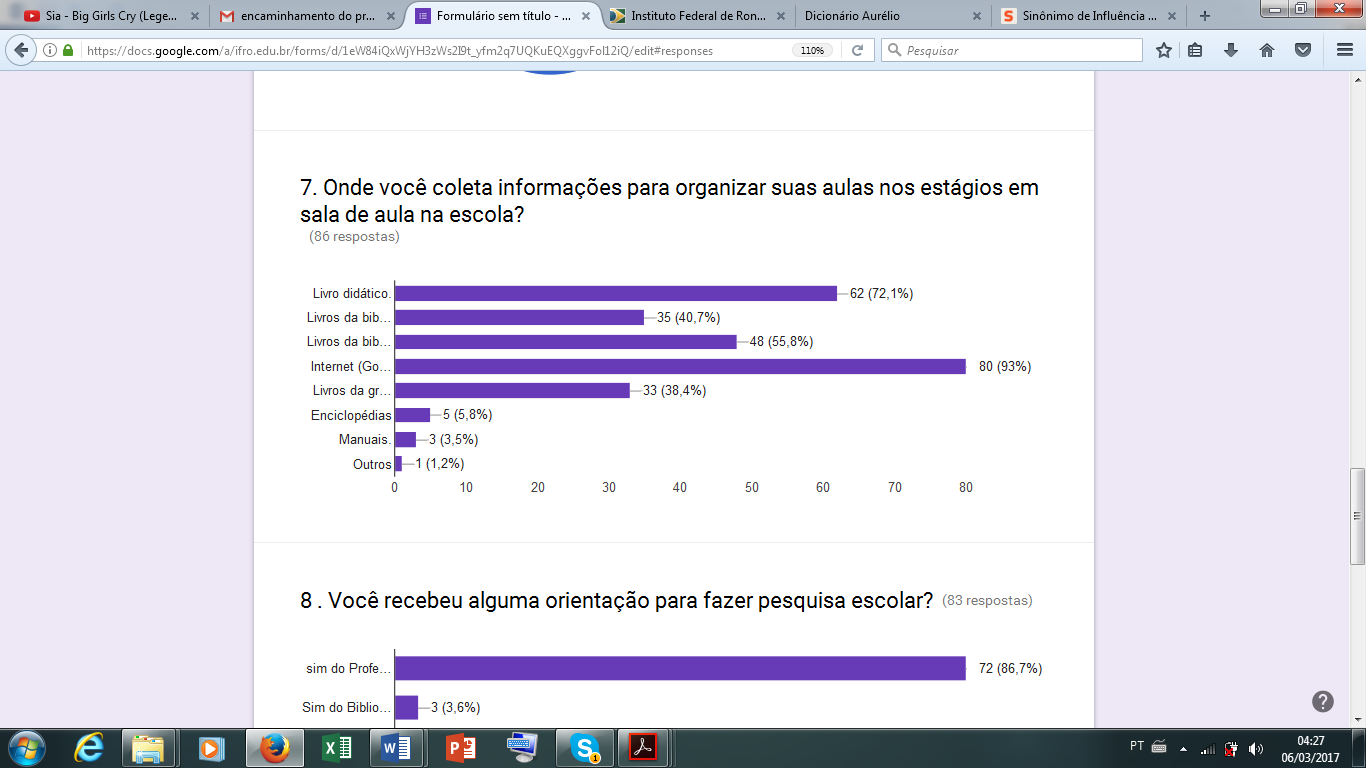 Sia - Big Girls Cry (Lege...
encaminhamento do pr...
Formulário sem título - ...
Instituto Federal de Ron...
Dicionário Aurélio
Sinônimo de Influência ...
https://docs.google.com/a/ifro.edu.br/forms/d/1eW84iQxWjYH3zWs2I9t_yfm2q7UQKuEQXggvFoI12iQ/edit#responses
110%
Pesquisar
7. Onde você coleta informações para organizar suas aulas nos estágios em
sala de aula na escola?
(86 respostas)
Livro didático. 62 (72,1%)
Livros da bib... 35 (40,7%)
Livros da bib... 48 (55,8%)
Internet (Go... 80 (93%)
Livros da gr... 33 (38,4%)
Enciclopédias 5 (5,8%)
Manuais. 3 (3,5%)
Outros 1 (1,2%)
0 10 20 30 40 50 60 70 80
8 . Você recebeu alguma orientação para fazer pesquisa escolar? (83 respostas)
sim do Profe... 72 (86,7%)
Sim do Biblio... 3 (3,6%)
PT
04:27
06/03/2017